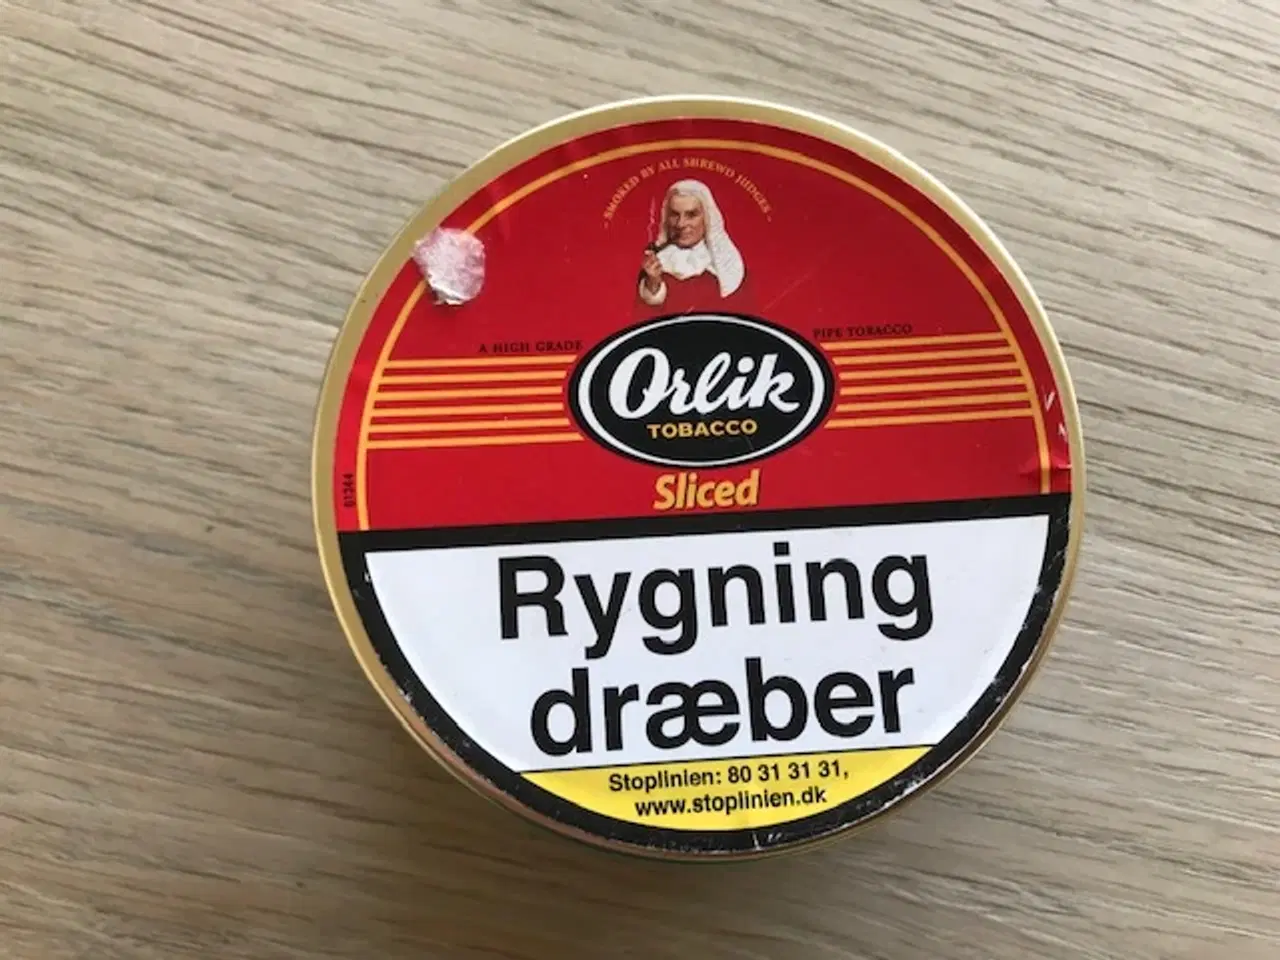 - SMOKED BY ALL SHREWD JUDGES -
A HIGH GRADE
PIPE TOBACCO
Orlik
TOBACCO
Sliced
01344
Rygning
dræber
Stoplinien: 80 31 31 31,
www.stoplinien.dk